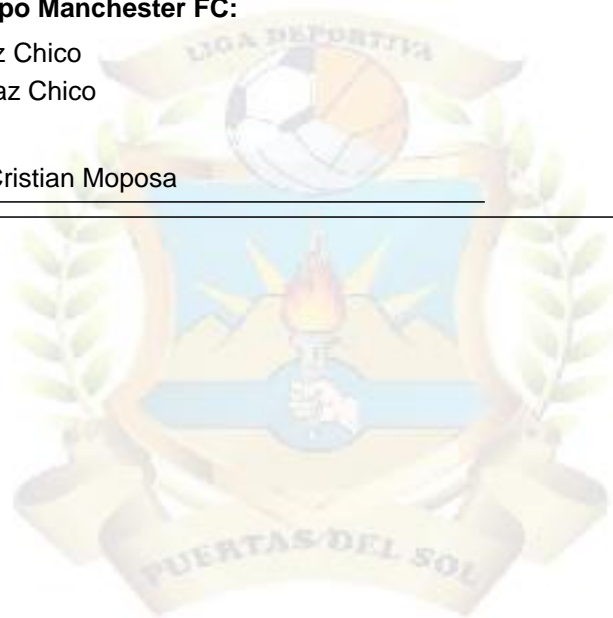 po Manchester FC:
z Chico
az Chico
Cristian Moposa
LIGA DEPORTIVA
PUERTAS DEL SOL